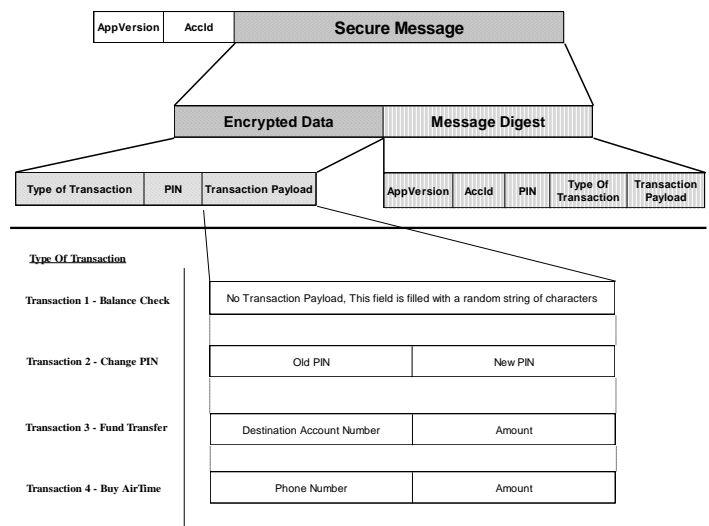 AppVersion AccId Secure Message
Encrypted Data Message Digest
Type of Transaction PIN Transaction Payload
AppVersion AccId PIN Type Of Transaction Transaction Payload
Type Of Transaction
Transaction 1 - Balance Check No Transaction Payload, This field is filled with a random string of characters
Transaction 2 - Change PIN Old PIN New PIN
Transaction 3 - Fund Transfer Destination Account Number Amount
Transaction 4 - Buy AirTime Phone Number Amount